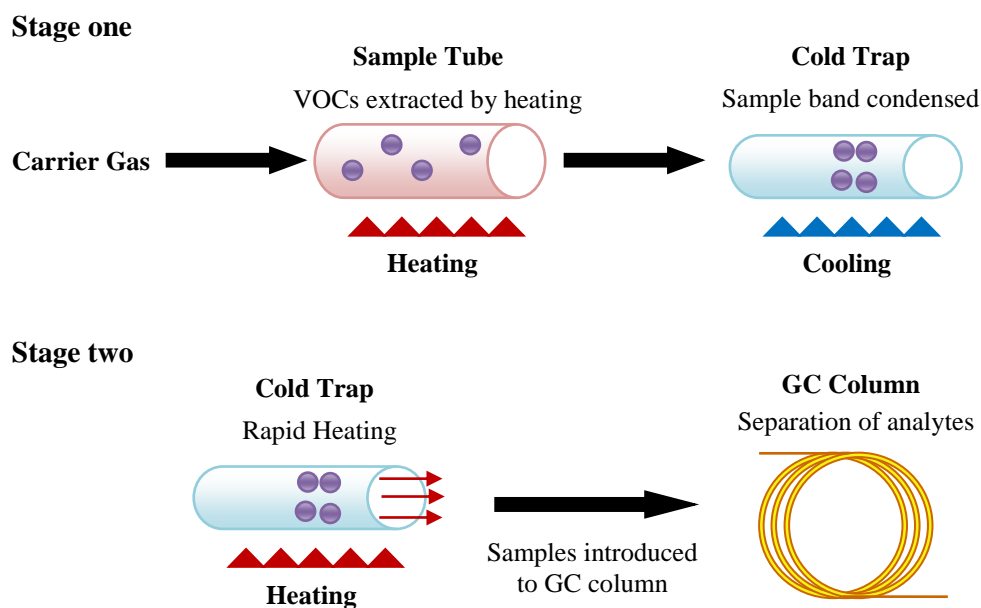 Stage one
Sample Tube
VOCs extracted by heating
Cold Trap
Sample band condensed
Carrier Gas
Heating
Cooling
Stage two
Cold Trap
Rapid Heating
GC Column
Separation of analytes
Samples introduced
to GC column
Heating